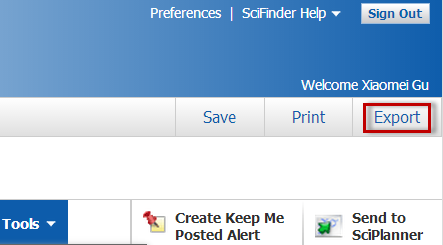 Preferences | SciFinder Help Sign Out
Welcome Xiaomei Gu
Save Print Export
Tools
Create Keep Me Posted Alert
Send to SciPlanner